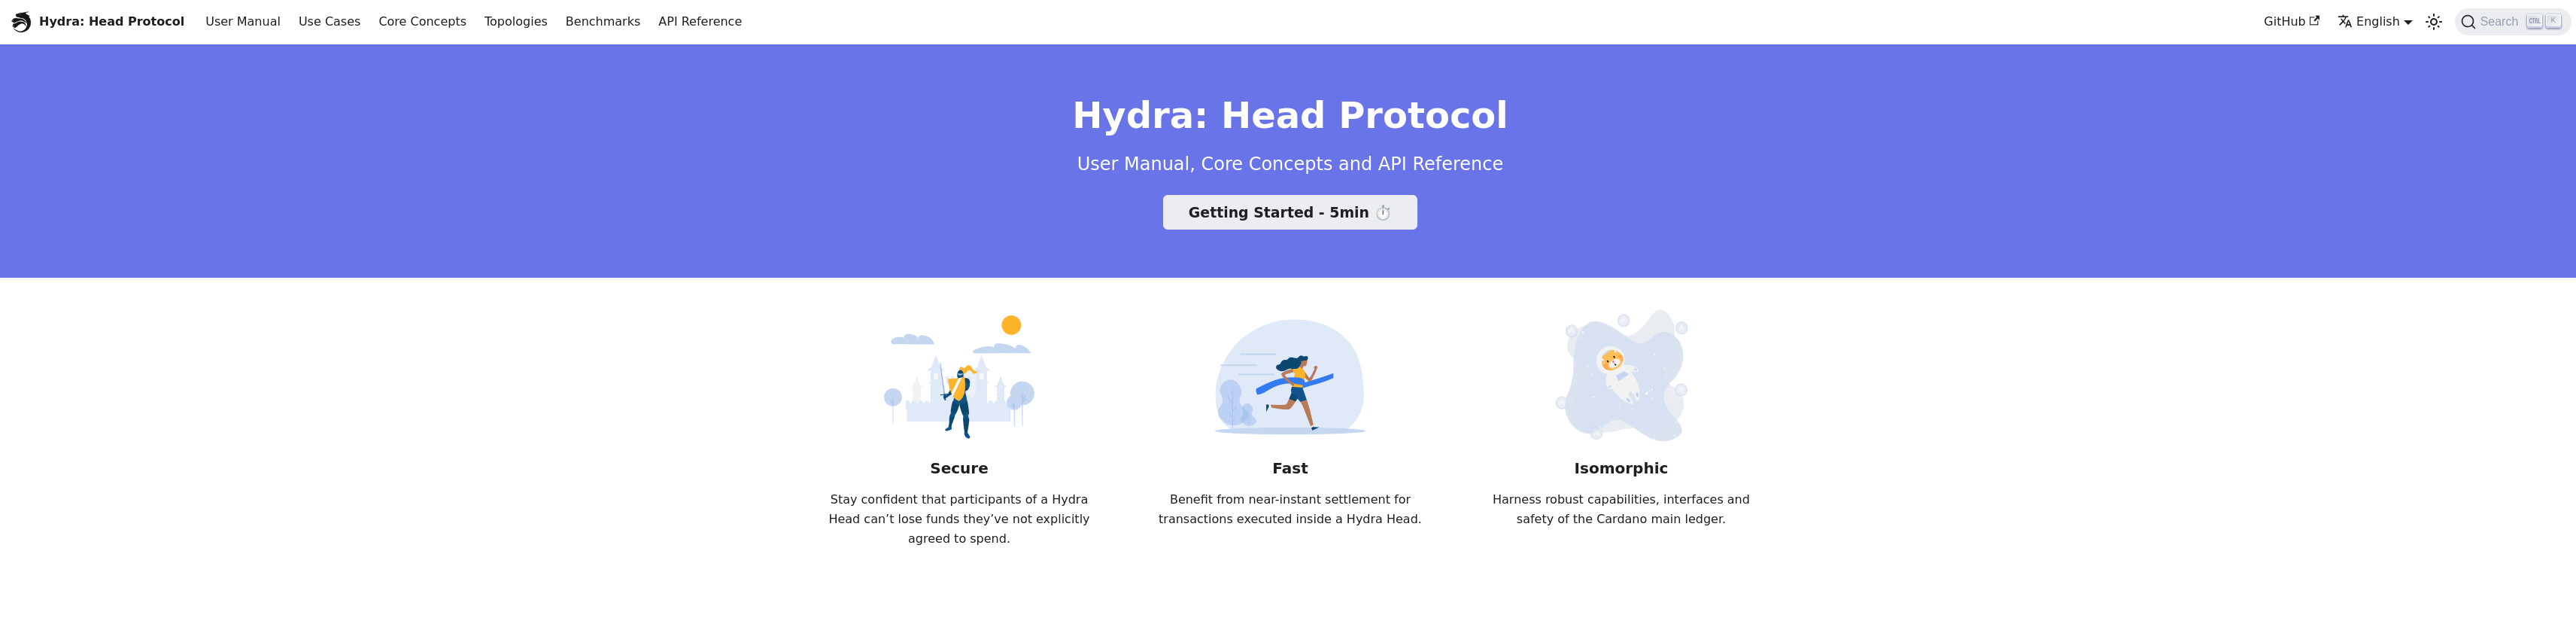 Hydra: Head Protocol User Manual Use Cases Core Concepts Topologies Benchmarks API Reference GitHub English Search CTRL K
Hydra: Head Protocol
User Manual, Core Concepts and API Reference
Getting Started - 5min ⏱️
Secure
Stay confident that participants of a Hydra
Head can’t lose funds they’ve not explicitly
agreed to spend.
Fast
Benefit from near-instant settlement for
transactions executed inside a Hydra Head.
Isomorphic
Harness robust capabilities, interfaces and
safety of the Cardano main ledger.